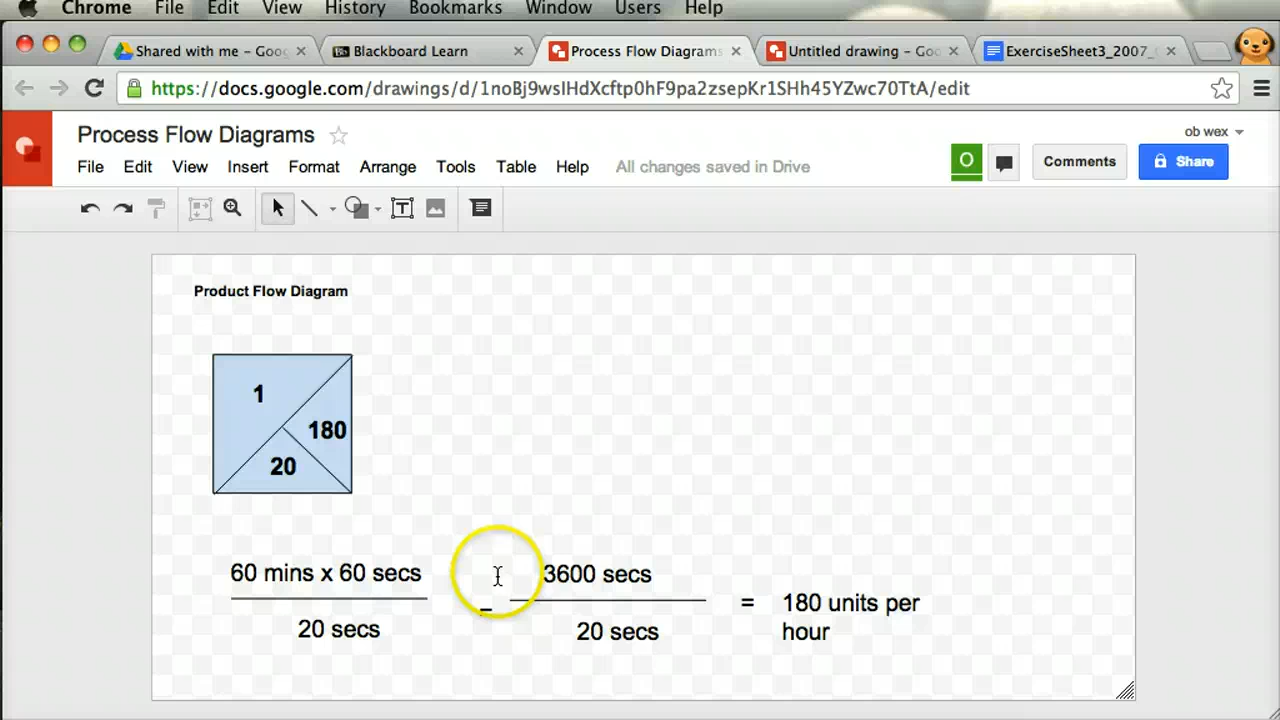 Chrome File Edit View History Bookmarks Window Users Help
Shared with me - Goo
Blackboard Learn
Process Flow Diagrams
Untitled drawing - Goo
ExerciseSheet3_2007_
https://docs.google.com/drawings/d/1noBj9wsIHdXcftp0hF9pa2zsepKr1SHh45YZwc70TtA/edit
Process Flow Diagrams
ob wex
File Edit View Insert Format Arrange Tools Table Help All changes saved in Drive
O
Comments
Share
Product Flow Diagram
1
180
20
60 mins x 60 secs
20 secs
3600 secs
20 secs
= 180 units per
hour